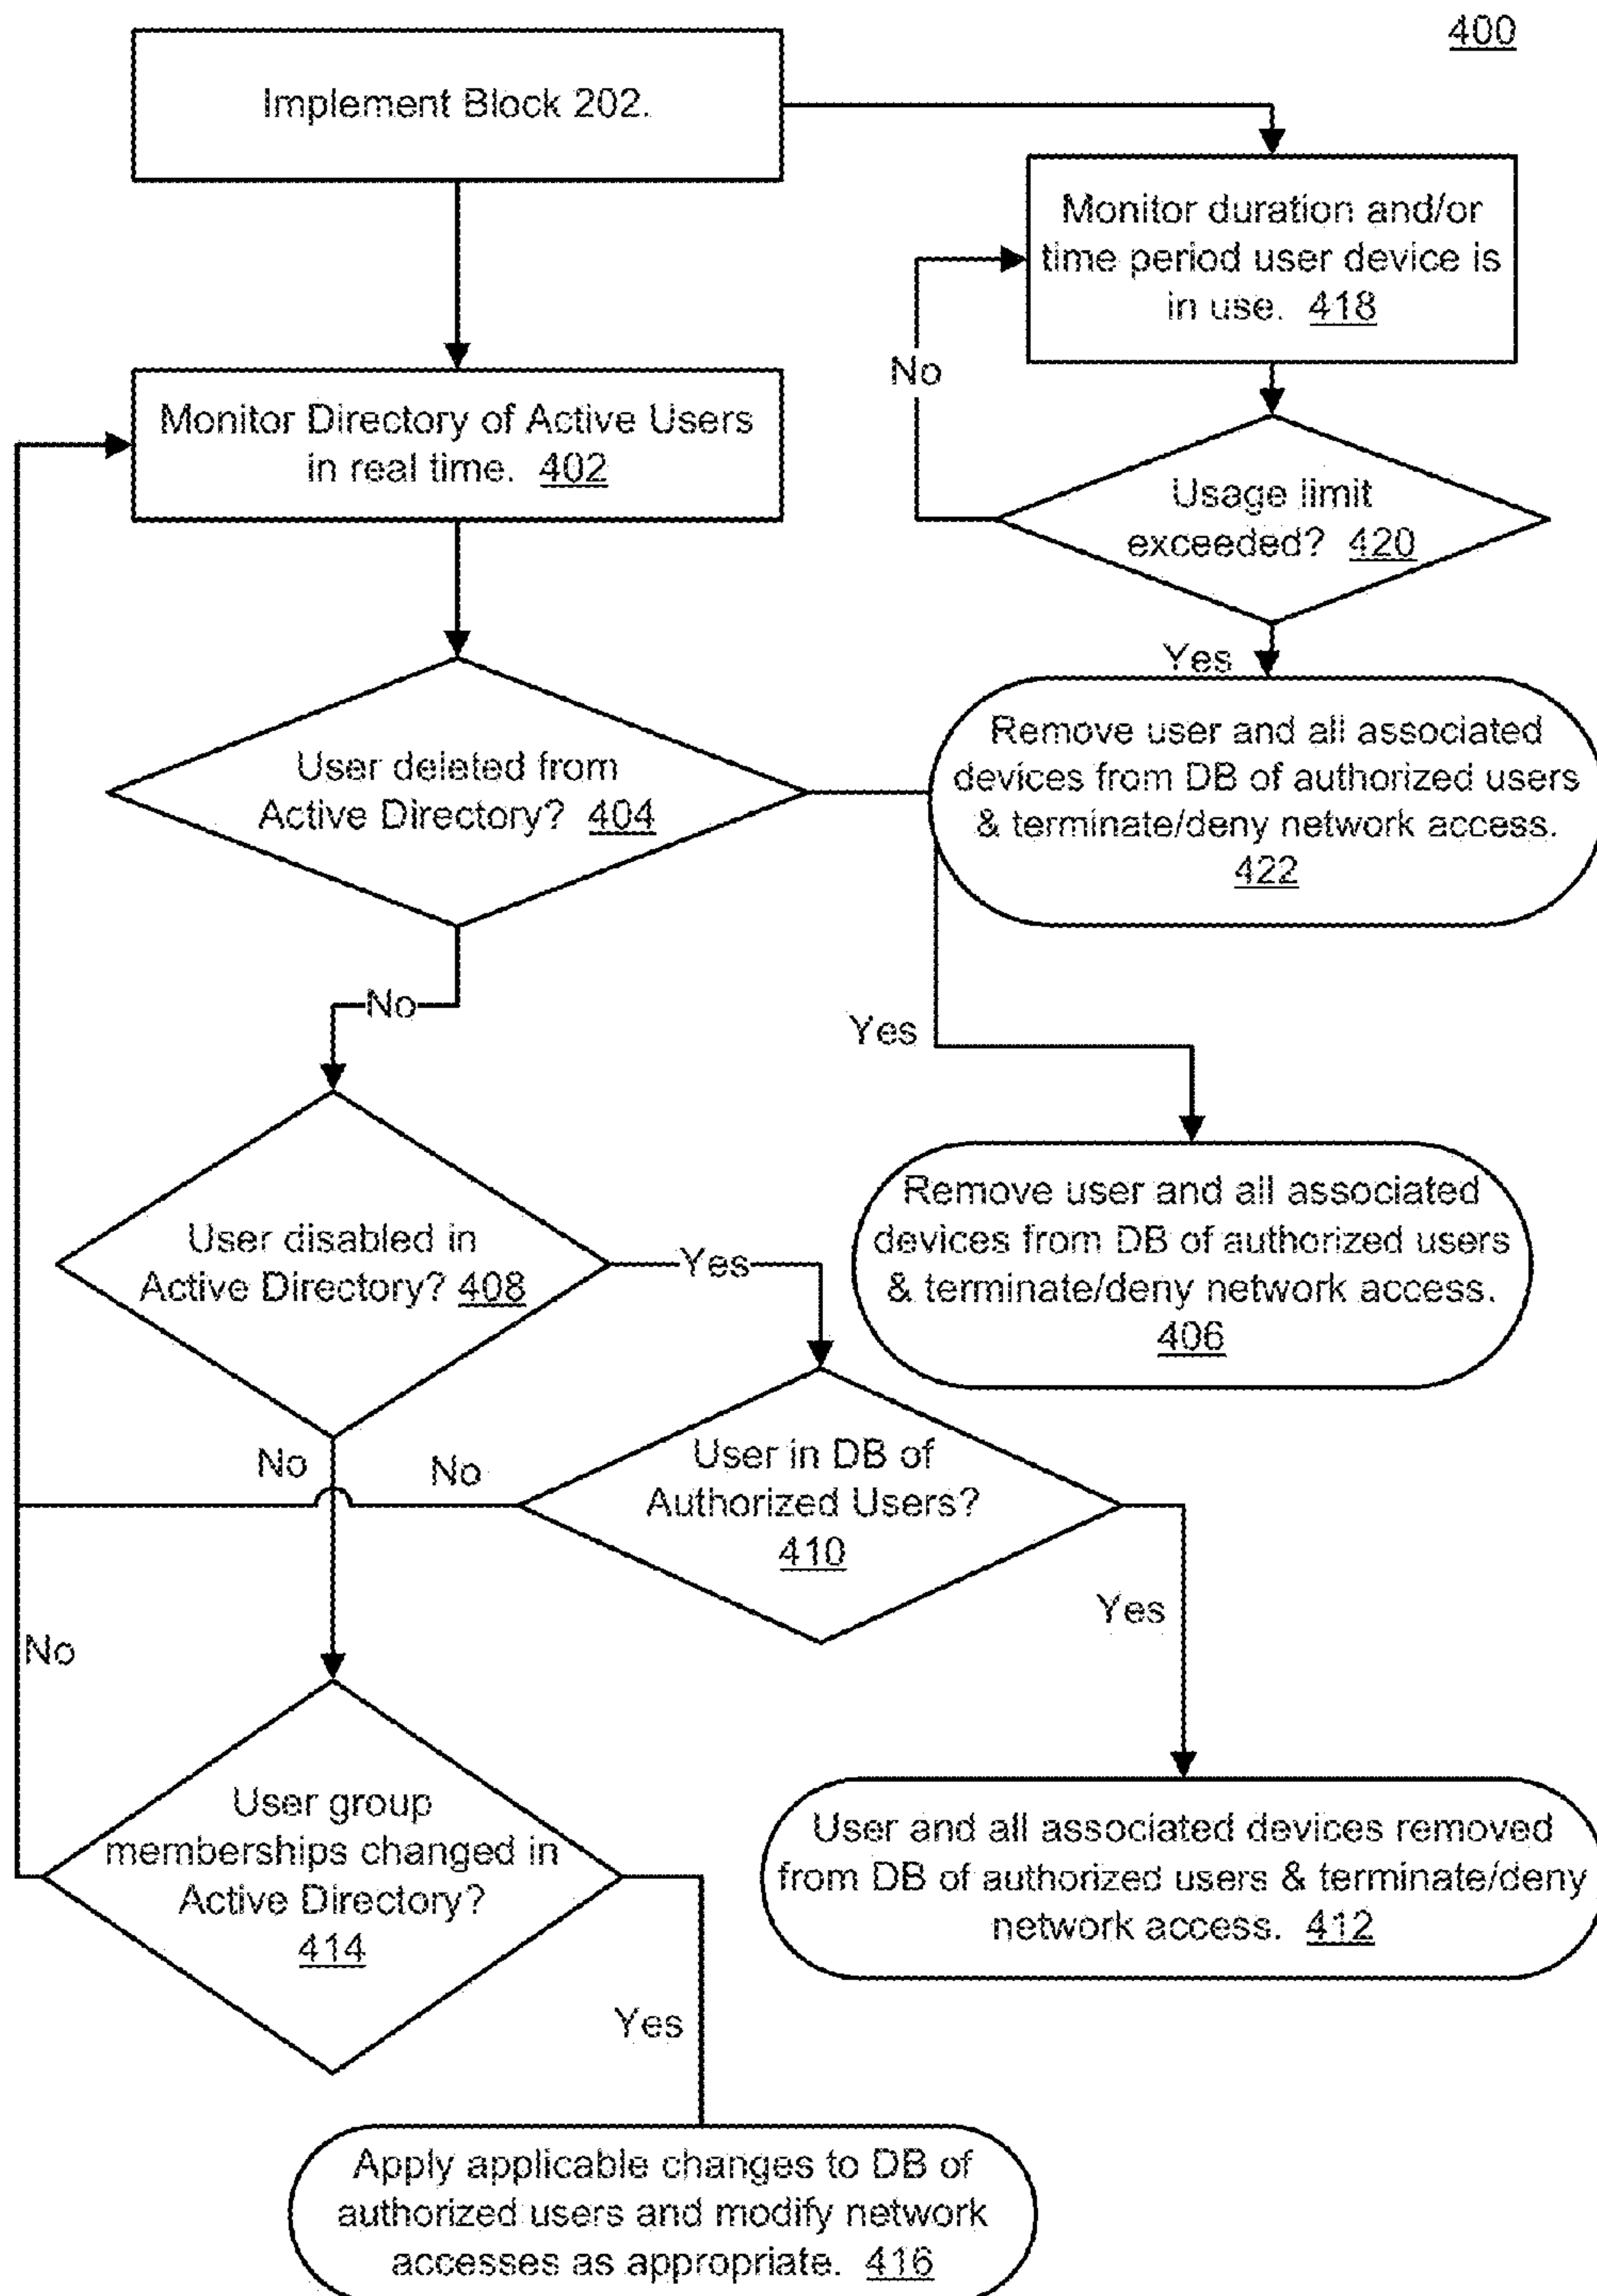 400
Implement Block 202.
Monitor duration and/or
time period user device is
in use. 418
No
Monitor Directory of Active Users
in real time. 402
Usage limit
exceeded? 420
Yes
Remove user and all associated
devices from DB of authorized users
& terminate/deny network access.
422
User deleted from
Active Directory? 404
No
Yes
Remove user and all associated
devices from DB of authorized users
& terminate/deny network access.
406
User disabled in
Active Directory? 408
Yes
No
No
User in DB of
Authorized Users?
410
Yes
No
User group
memberships changed in
Active Directory?
414
User and all associated devices removed
from DB of authorized users & terminate/deny
network access. 412
Yes
Apply applicable changes to DB of
authorized users and modify network
accesses as appropriate. 416